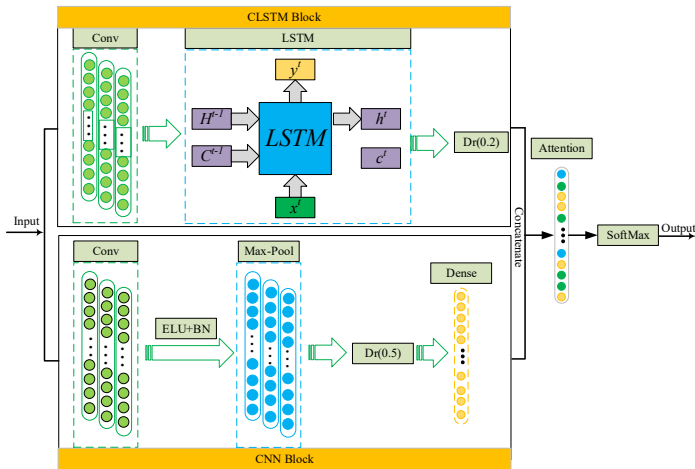 CLSTM Block
Conv
LSTM
y^t
H^{t-1}
h^t
LSTM
C^{t-1}
c^t
Dr(0.2)
x^t
Input
Concatenate
Attention
SoftMax
Output
Conv
Max-Pool
Dense
ELU+BN
Dr(0.5)
CNN Block